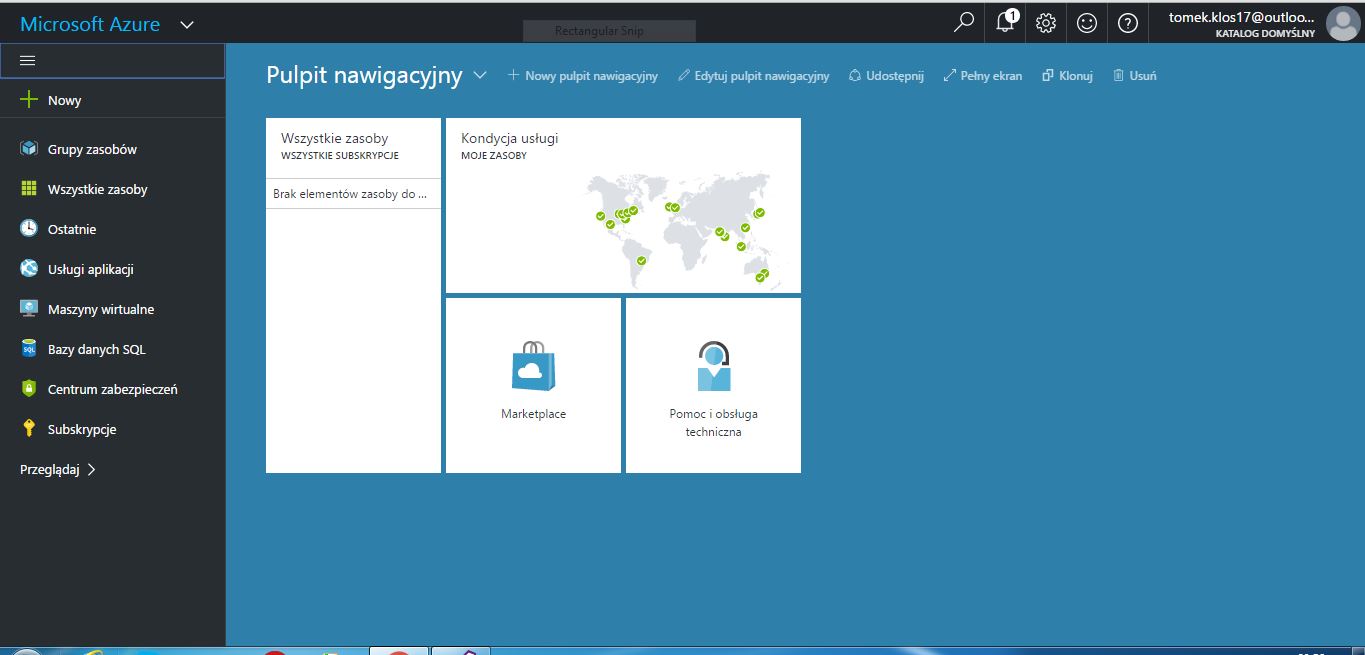 Microsoft Azure
Rectangular Snip
1
tomek.klos17@outloo...
KATALOG DOMYŚLNY
Nowy
Grupy zasobów
Wszystkie zasoby
Ostatnie
Usługi aplikacji
Maszyny wirtualne
SQL
Bazy danych SQL
Centrum zabezpieczeń
Subskrypcje
Przeglądaj
Pulpit nawigacyjny
Nowy pulpit nawigacyjny
Edytuj pulpit nawigacyjny
Udostępnij
Pełny ekran
Klonuj
Usuń
Wszystkie zasoby
WSZYSTKIE SUBSKRYPCJE
Brak elementów zasoby do ...
Kondycja usługi
MOJE ZASOBY
Marketplace
Pomoc i obsługa
techniczna